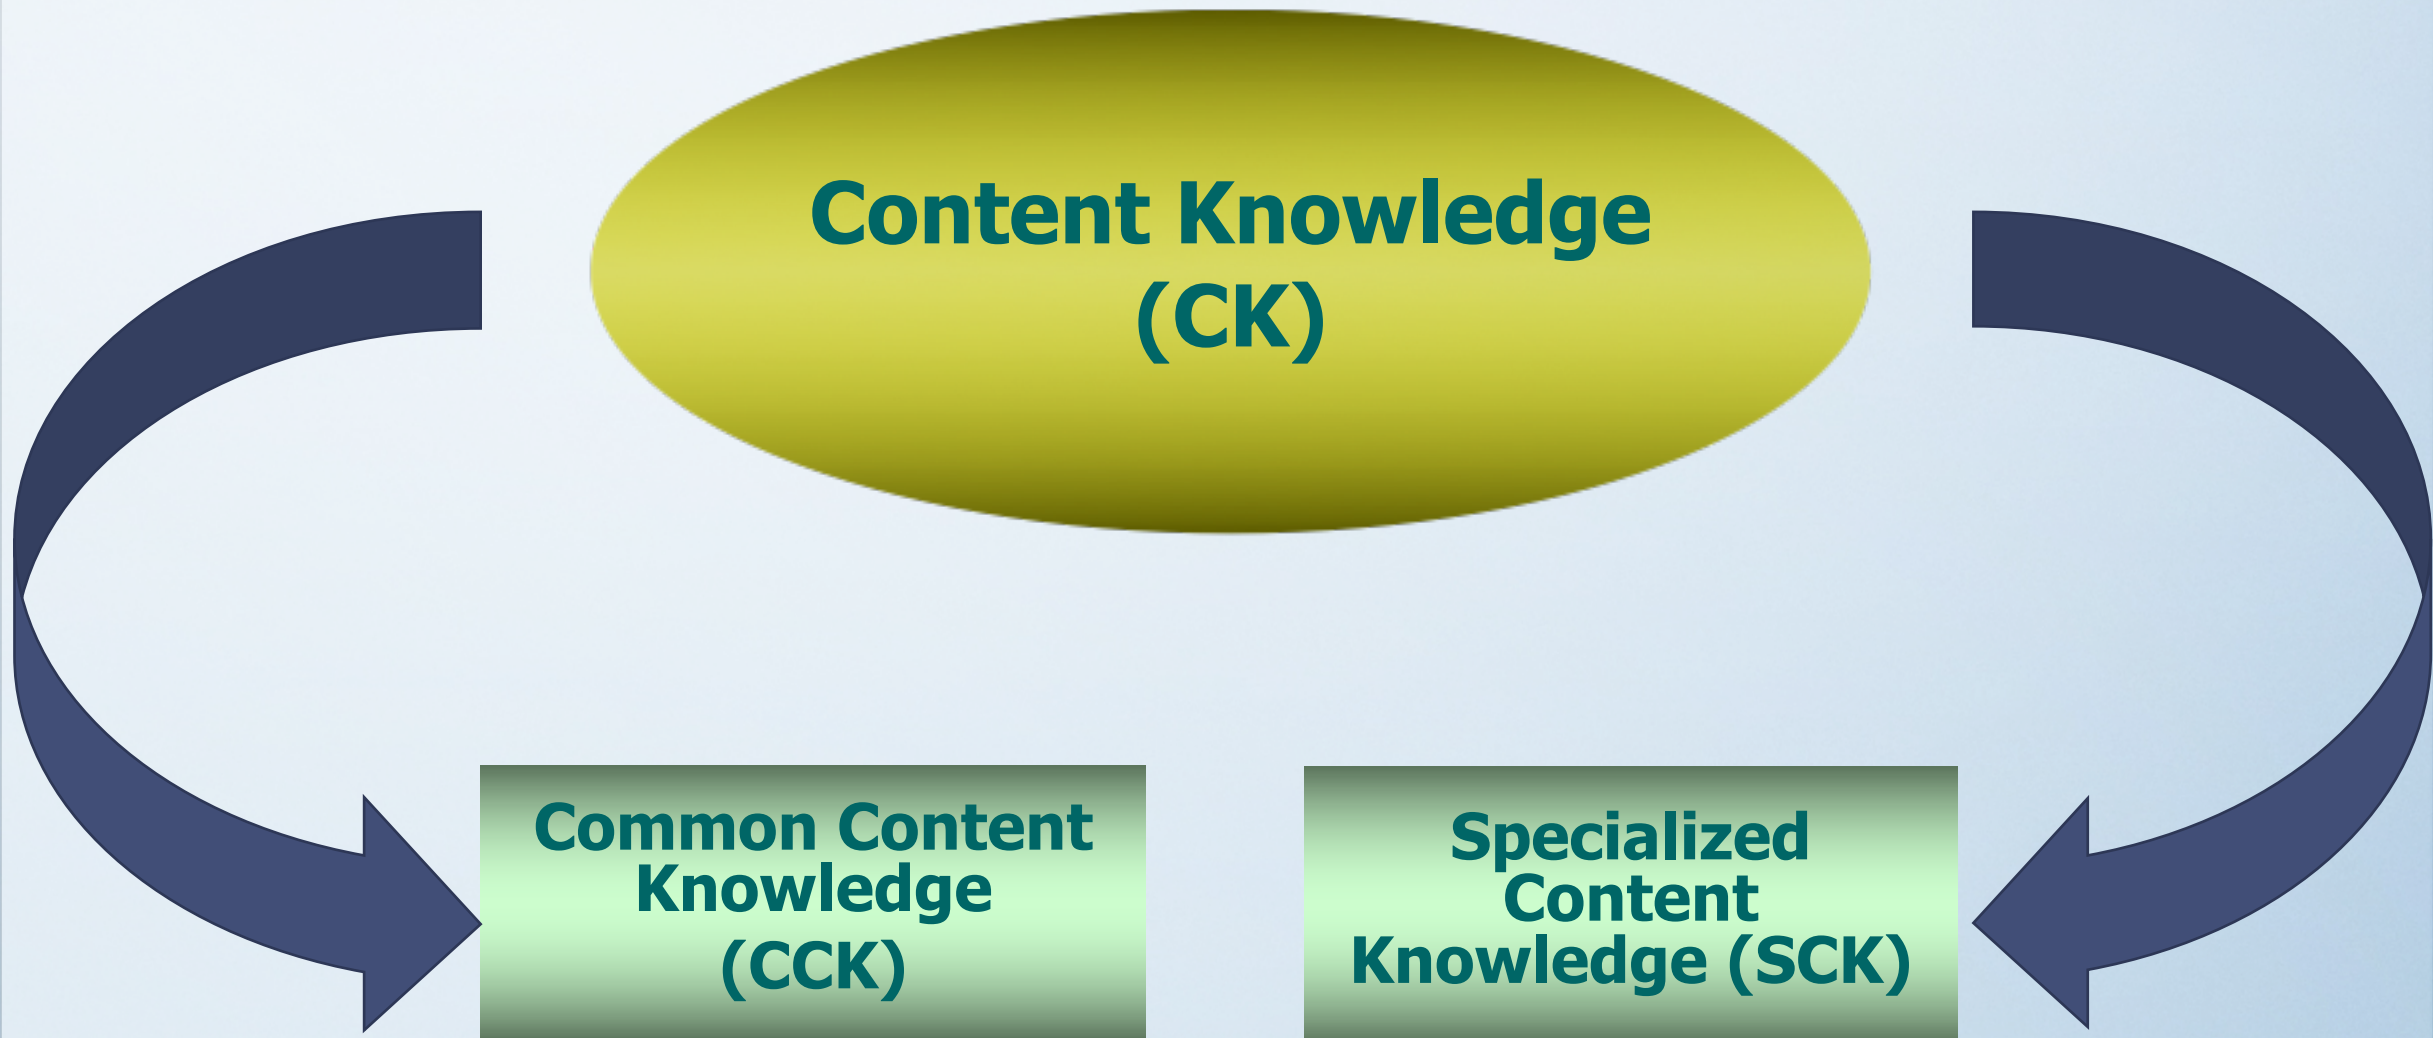 Content Knowledge
(CK)
Common Content
Knowledge
(CCK)
Specialized
Content
Knowledge (SCK)